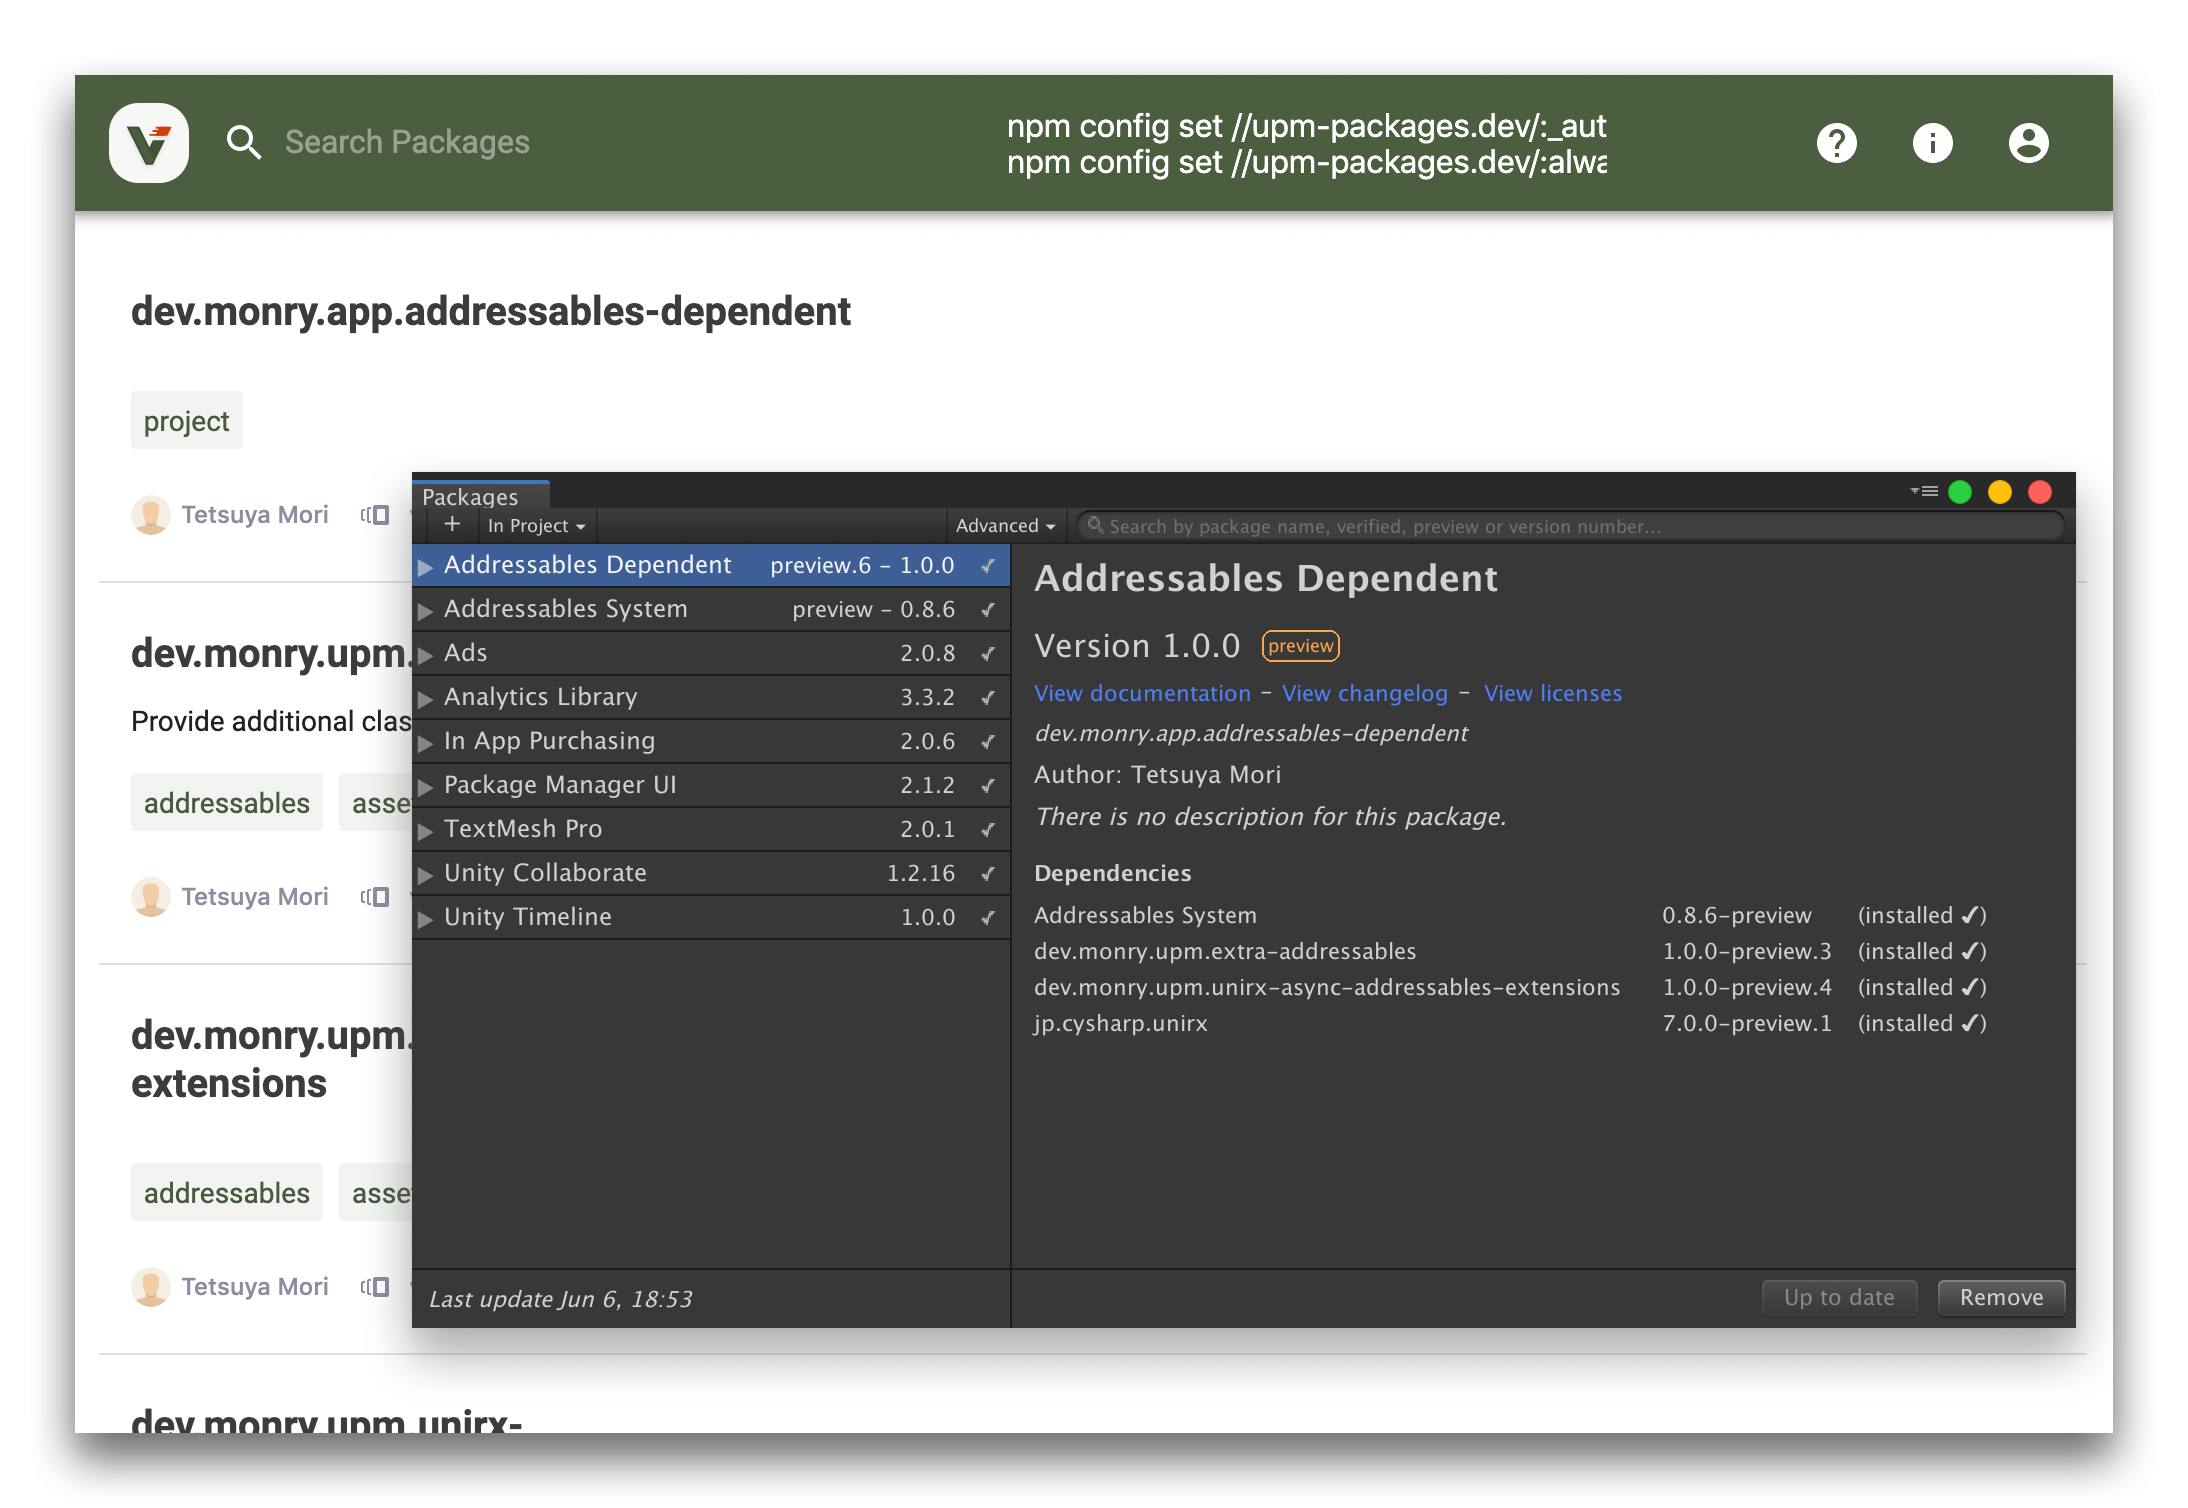 Search Packages
npm config set //upm-packages.dev/:_aut
npm config set //upm-packages.dev/:alwa
dev.monry.app.addressables-dependent
project
Tetsuya Mori
dev.monry.upm.
Provide additional clas
addressables asse
Tetsuya Mori
dev.monry.upm.
extensions
addressables asse
Tetsuya Mori
dev.monry.upm.unirx-
Packages
+ In Project Advanced Search by package name, verified, preview or version number...
Addressables Dependent preview.6 - 1.0.0
Addressables System preview - 0.8.6
Ads 2.0.8
Analytics Library 3.3.2
In App Purchasing 2.0.6
Package Manager UI 2.1.2
TextMesh Pro 2.0.1
Unity Collaborate 1.2.16
Unity Timeline 1.0.0
Last update Jun 6, 18:53
Addressables Dependent
Version 1.0.0 preview
View documentation - View changelog - View licenses
dev.monry.app.addressables-dependent
Author: Tetsuya Mori
There is no description for this package.
Dependencies
Addressables System 0.8.6-preview (installed ✔)
dev.monry.upm.extra-addressables 1.0.0-preview.3 (installed ✔)
dev.monry.upm.unirx-async-addressables-extensions 1.0.0-preview.4 (installed ✔)
jp.cysharp.unirx 7.0.0-preview.1 (installed ✔)
Up to date Remove